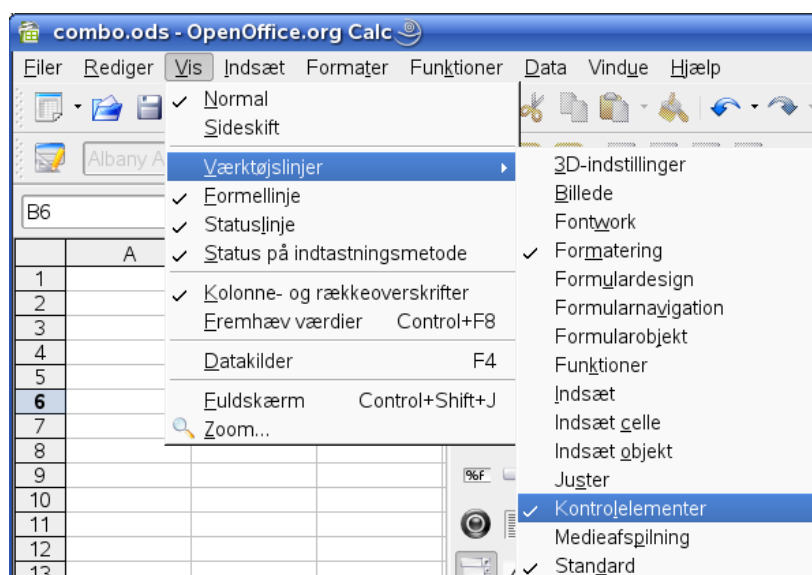 combo.ods - OpenOffice.org Calc
Filer Rediger Vis Indsæt Formater Funktioner Data Vindue Hjælp
Albany A
B6
A
1
2
3
4
5
6
7
8
9
10
11
12
13
Normal
Sideskift
Værktøjslinjer
Formellinje
Statuslinje
Status på indtastningsmetode
Kolonne- og rækkeoverskrifter
Fremhæv værdier Control+F8
Datakilder F4
Fuldskærm Control+Shift+J
Zoom...
3D-indstillinger
Billede
Fontwork
Formatering
Formulardesign
Formularnavigation
Formularobjekt
Funktioner
Indsæt
Indsæt celle
Indsæt objekt
Juster
Kontrolelementer
Medieafspilning
Standard
%F